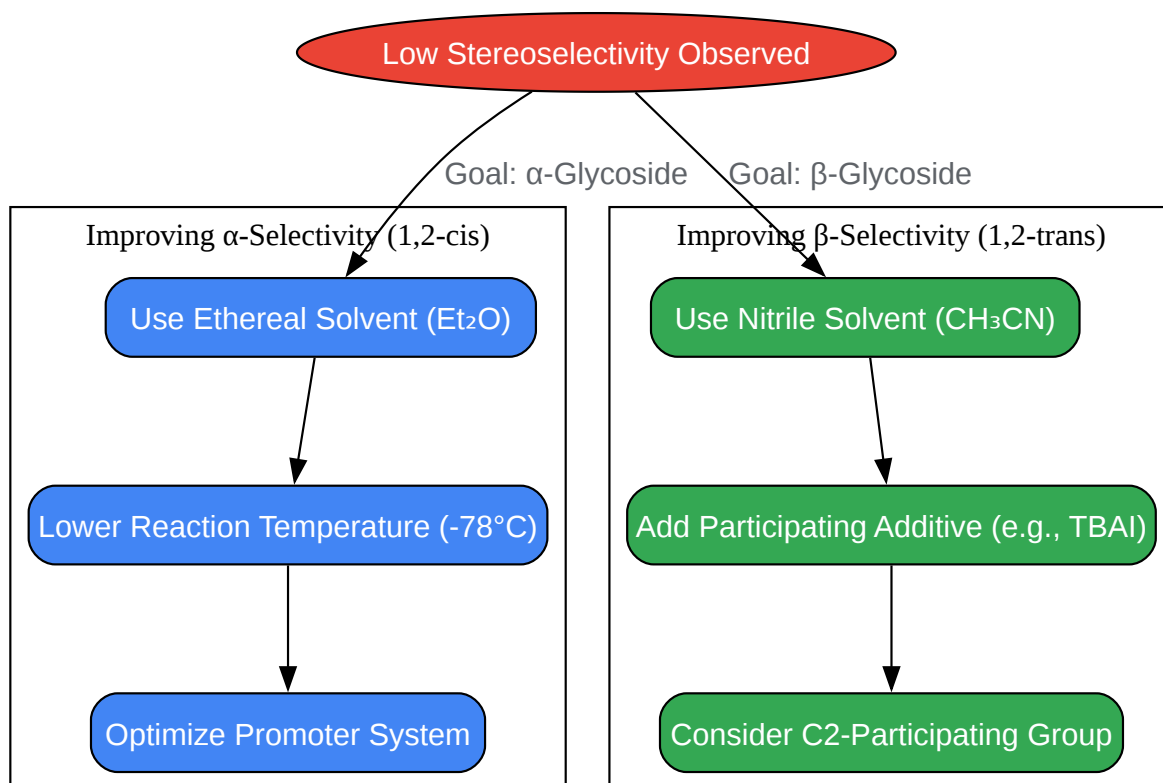 Low Stereoselectivity Observed
Goal: α-Glycoside
Goal: β-Glycoside
Improving α-Selectivity (1,2-cis)
Use Ethereal Solvent (Et₂O)
Lower Reaction Temperature (-78°C)
Optimize Promoter System
Improving β-Selectivity (1,2-trans)
Use Nitrile Solvent (CH₃CN)
Add Participating Additive (e.g., TBAI)
Consider C2-Participating Group